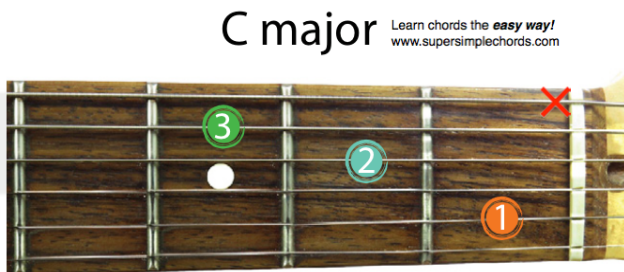 C major
Learn chords the easy way!
www.supersimplechords.com
3
2
1